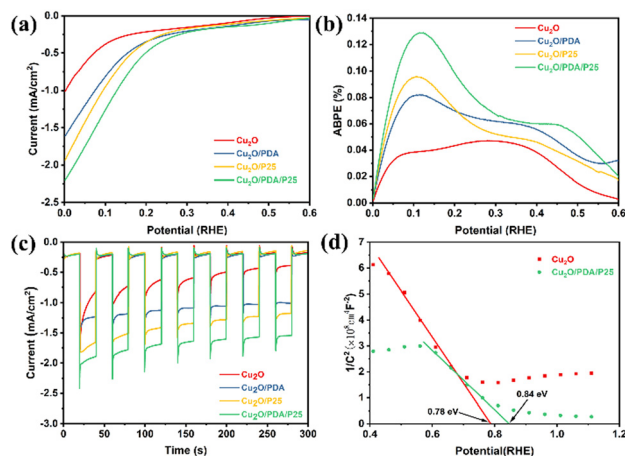 (a)
0.0
-0.5
-1.0
-1.5
-2.0
-2.5
0.0 0.1 0.2 0.3 0.4 0.5 0.6
Current (mA/cm²)
Potential (RHE)
Cu₂O
Cu₂O/PDA
Cu₂O/P25
Cu₂O/PDA/P25
(b)
0.14
0.12
0.10
0.08
0.06
0.04
0.02
0.00
0.0 0.1 0.2 0.3 0.4 0.5 0.6
ABPE (%)
Potential (RHE)
Cu₂O
Cu₂O/PDA
Cu₂O/P25
Cu₂O/PDA/P25
(c)
0.0
-0.5
-1.0
-1.5
-2.0
-2.5
-3.0
-3.5
-4.0
0 50 100 150 200 250 300
Current (mA/cm²)
Time (s)
Cu₂O
Cu₂O/PDA
Cu₂O/P25
Cu₂O/PDA/P25
(d)
7
6
5
4
3
2
1
0
0.4 0.6 0.8 1.0 1.2
1/C² (×10⁸cm⁴F⁻²)
Potential(RHE)
Cu₂O
Cu₂O/PDA/P25
0.78 eV
0.84 eV